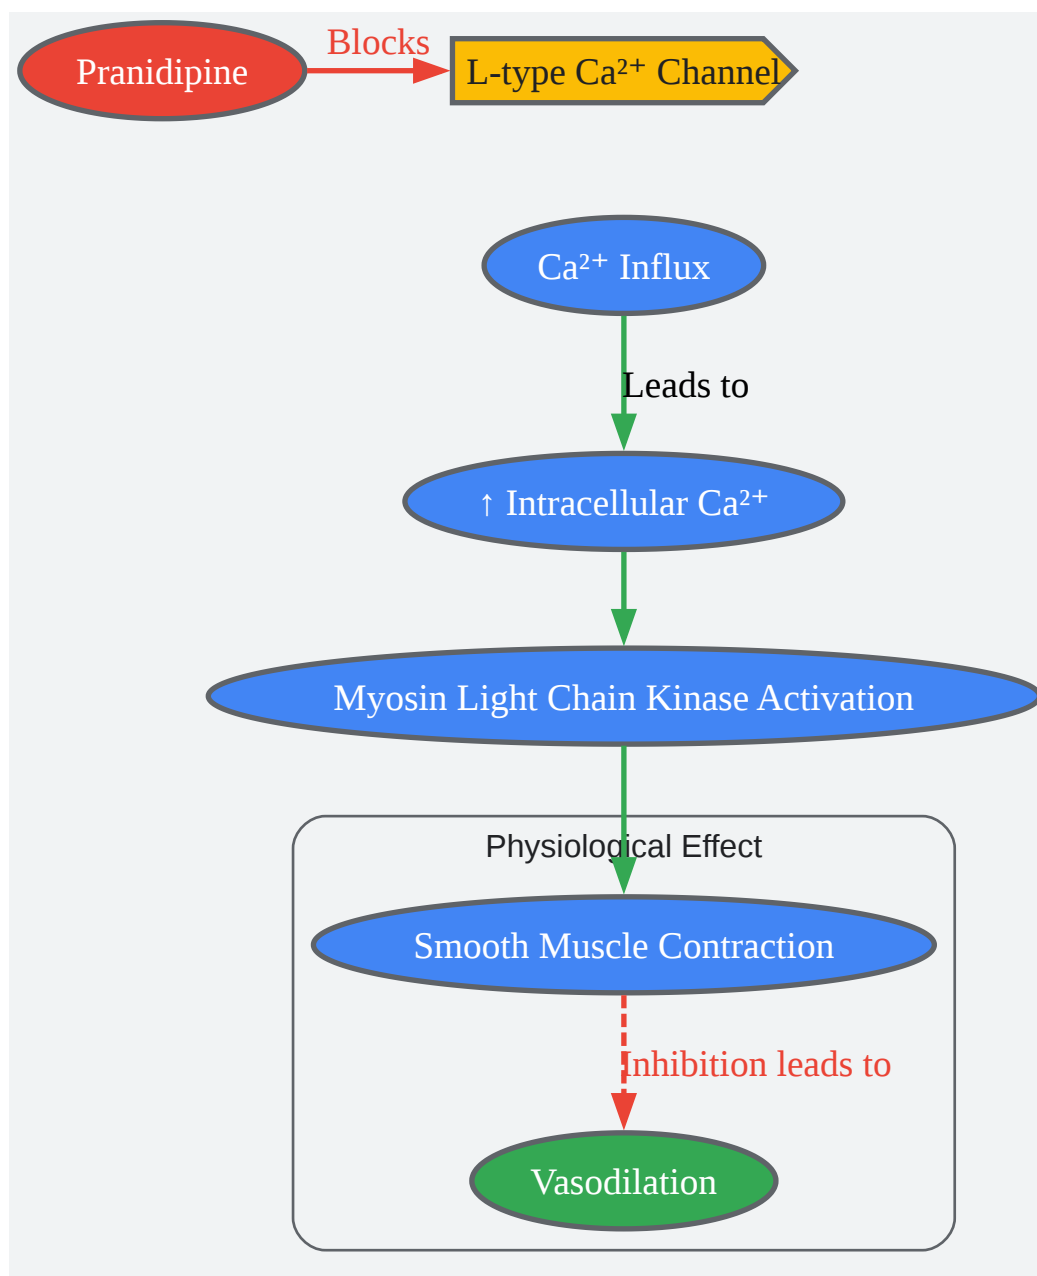 Blocks
Pranidipine
L-type Ca²⁺ Channel
Ca²⁺ Influx
Leads to
↑ Intracellular Ca²⁺
Myosin Light Chain Kinase Activation
Physiological Effect
Smooth Muscle Contraction
Inhibition leads to
Vasodilation